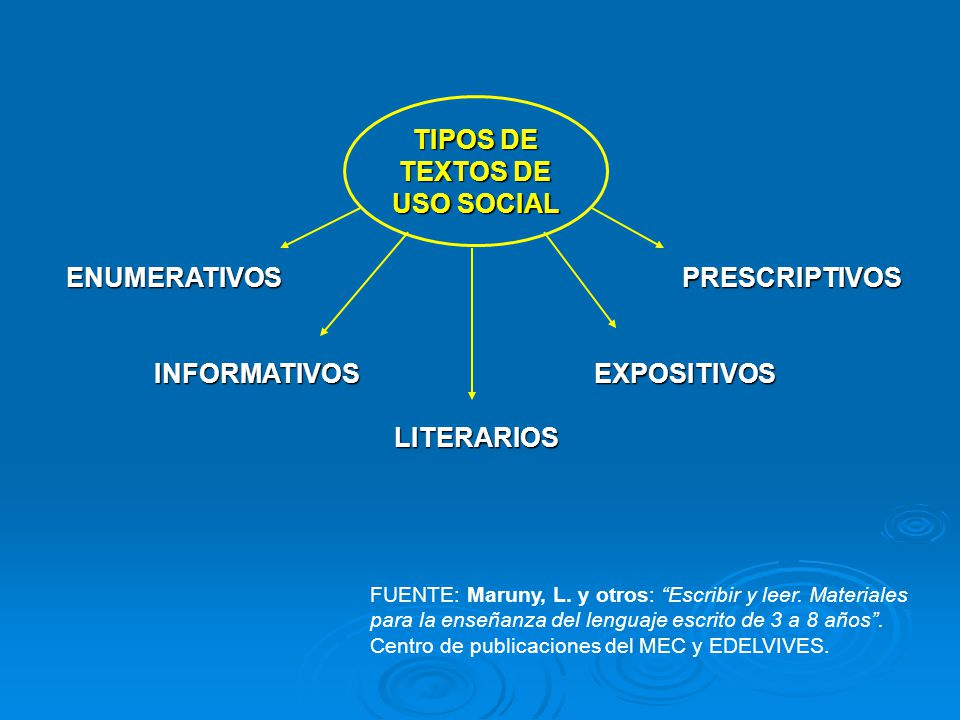 TIPOS DE
TEXTOS DE
USO SOCIAL
ENUMERATIVOS
PRESCRIPTIVOS
INFORMATIVOS
EXPOSITIVOS
LITERARIOS
FUENTE: Maruny, L. y otros: “Escribir y leer. Materiales
para la enseñanza del lenguaje escrito de 3 a 8 años”.
Centro de publicaciones del MEC y EDELVIVES.